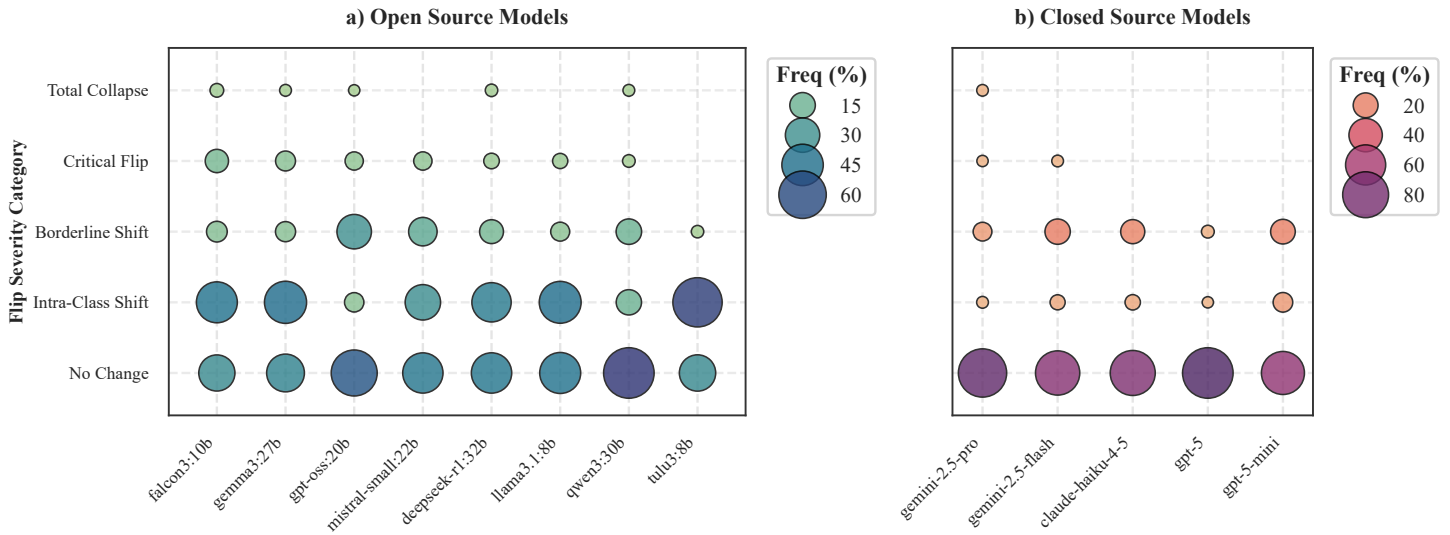 a) Open Source Models
Flip Severity Category
Total Collapse
Critical Flip
Borderline Shift
Intra-Class Shift
No Change
falcon3:10b
gemma3:27b
gpt-oss:20b
mistral-small:22b
deepseek-r1:32b
llama3.1:8b
qwen3:30b
tulu3:8b
Freq (%)
15
30
45
60
b) Closed Source Models
gemini-2.5-pro
gemini-2.5-flash
claude-haiku-4-5
gpt-5
gpt-5-mini
Freq (%)
20
40
60
80